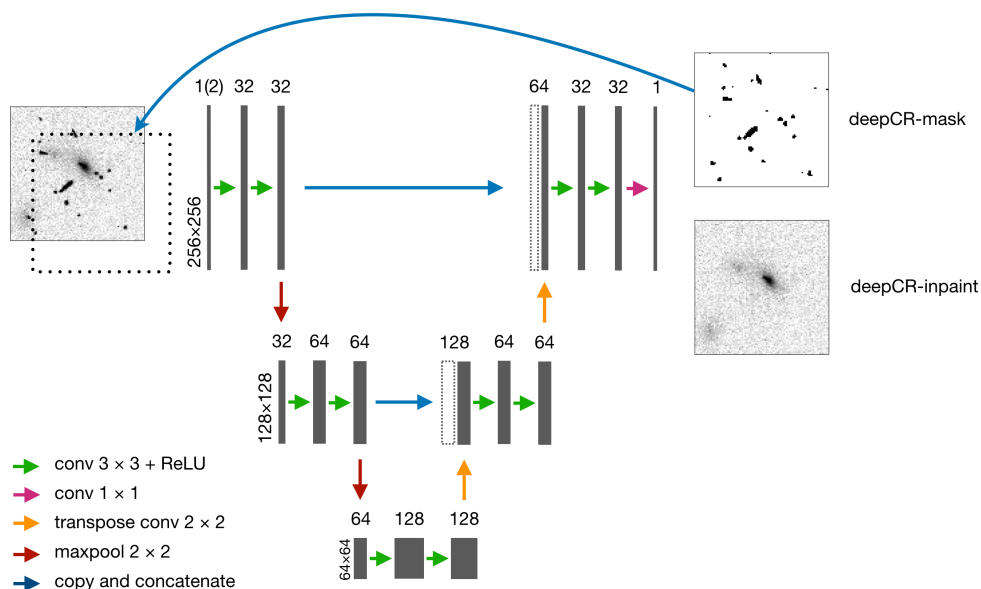 1(2) 32 32
64 32 32 1
256×256
deepCR-mask
deepCR-inpaint
32 64 64
128 64 64
128×128
64 128 128
64×64
conv 3 × 3 + ReLU
conv 1 × 1
transpose conv 2 × 2
maxpool 2 × 2
copy and concatenate